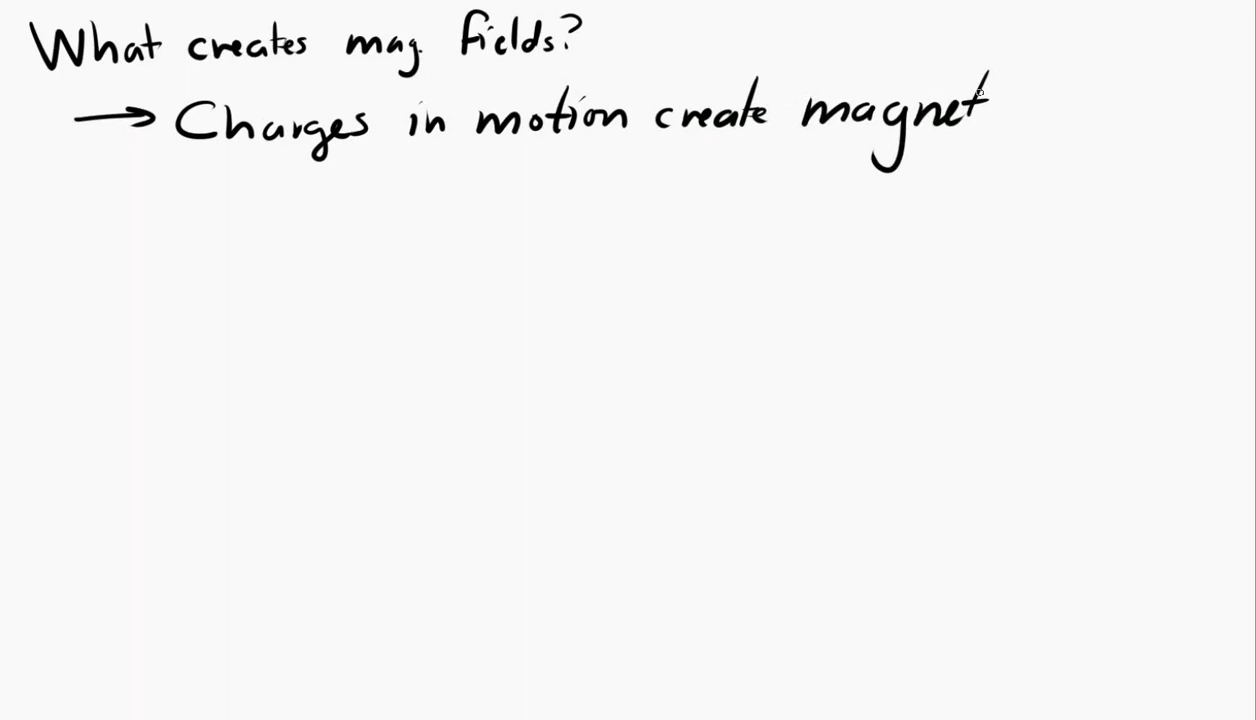 What creates mag. fields?
→ Charges in motion create magnet